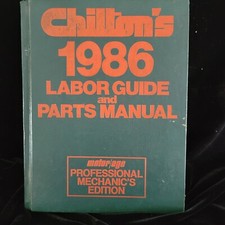 Chilton's
1986
LABOR GUIDE
and
PARTS MANUAL
motor/age
PROFESSIONAL
MECHANIC'S
EDITION